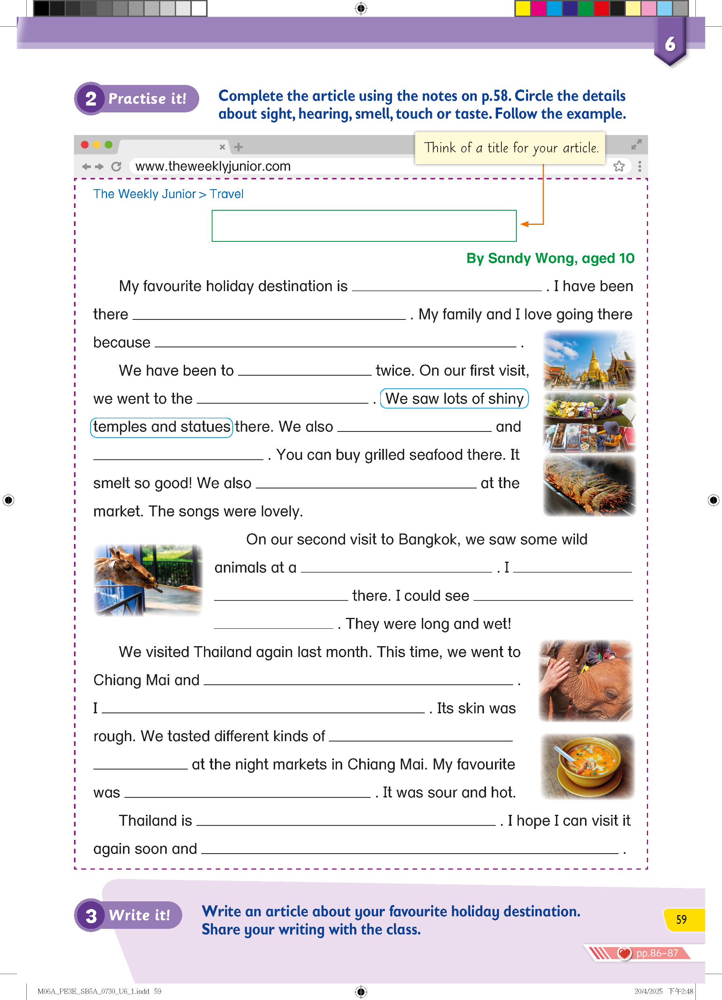 6
2 Practise it!
Complete the article using the notes on p.58. Circle the details
about sight, hearing, smell, touch or taste. Follow the example.
Think of a title for your article.
www.theweeklyjunior.com
The Weekly Junior > Travel
By Sandy Wong, aged 10
My favourite holiday destination is . I have been
there . My family and I love going there
because .
We have been to twice. On our first visit,
we went to the . We saw lots of shiny
temples and statues there. We also and
. You can buy grilled seafood there. It
smelt so good! We also at the
market. The songs were lovely.
On our second visit to Bangkok, we saw some wild
animals at a . I
there. I could see
. They were long and wet!
We visited Thailand again last month. This time, we went to
Chiang Mai and .
I . Its skin was
rough. We tasted different kinds of
at the night markets in Chiang Mai. My favourite
was . It was sour and hot.
Thailand is . I hope I can visit it
again soon and .
3 Write it!
Write an article about your favourite holiday destination.
Share your writing with the class.
59
pp.86–87
M06A_PE3E_SB5A_0730_U6_1.indd 59
20/4/2025 下午2:48